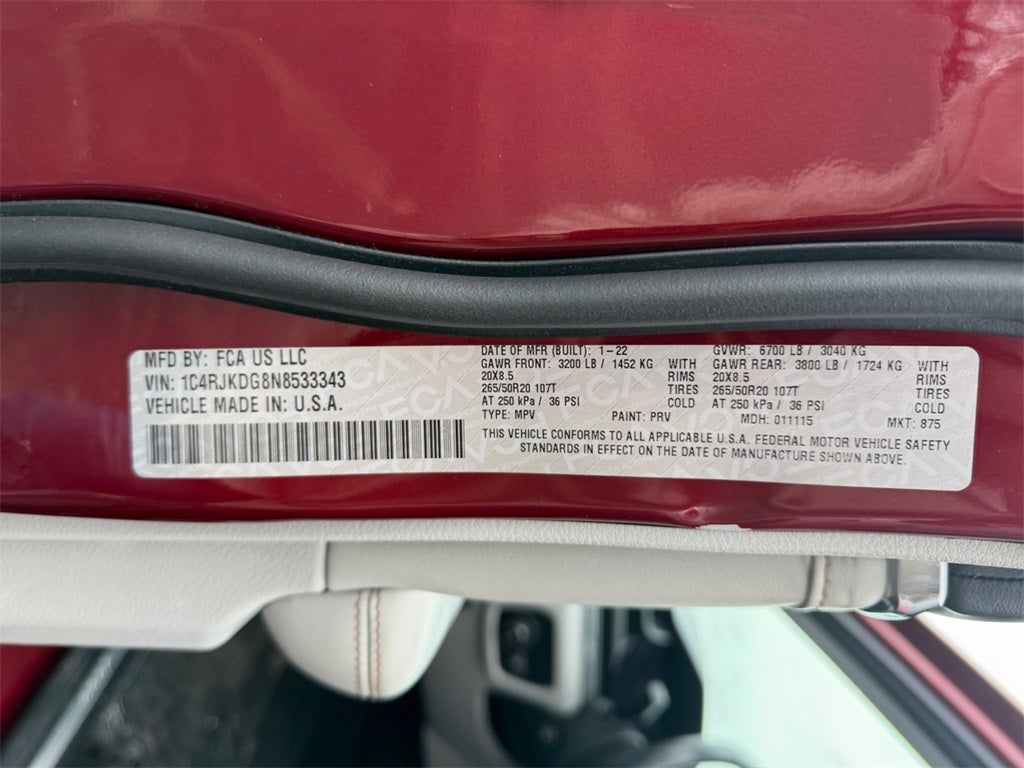 MFD BY: FCA US LLC
VIN: 1C4RJKDG8N8533343
VEHICLE MADE IN: U.S.A.
DATE OF MFR (BUILT): 1-22
GAWR FRONT: 3200 LB / 1452 KG WITH
20X8.5 RIMS
265/50R20 107T TIRES
AT 250 kPa / 36 PSI COLD
TYPE: MPV PAINT: PRV
GVWR: 6700 LB / 3040 KG
GAWR REAR: 3800 LB / 1724 KG WITH
20X8.5 RIMS
265/50R20 107T TIRES
AT 250 kPa / 36 PSI COLD
MDH: 011115 MKT: 875
THIS VEHICLE CONFORMS TO ALL APPLICABLE U.S.A. FEDERAL MOTOR VEHICLE SAFETY
STANDARDS IN EFFECT ON THE DATE OF MANUFACTURE SHOWN ABOVE.